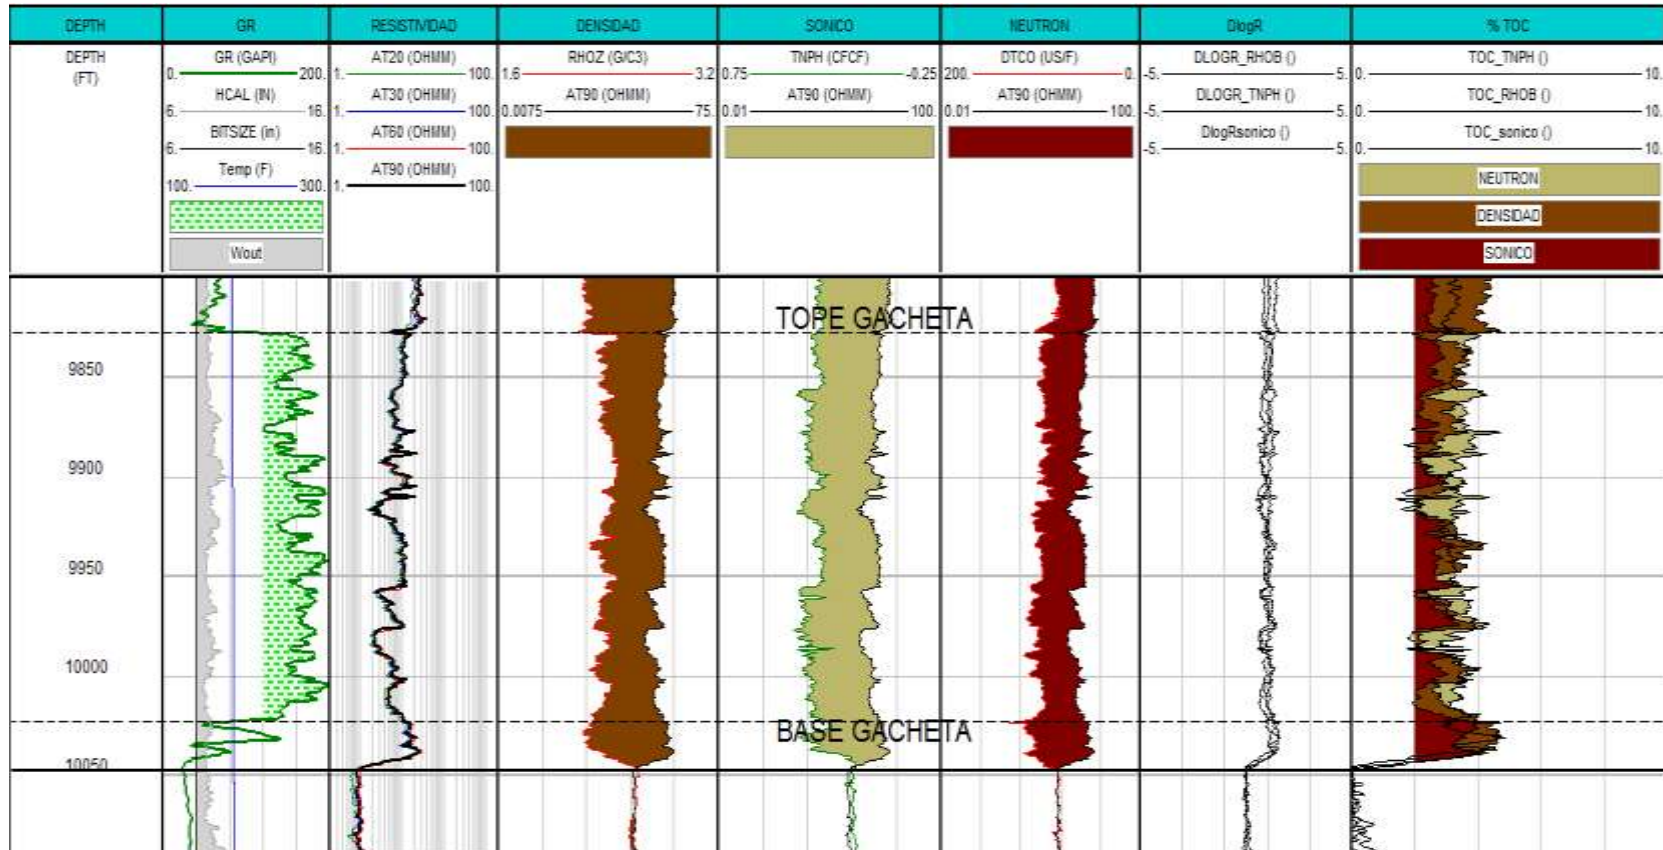 DEPTH GR RESISTIVIDAD DENSIDAD SONICO NEUTRON DlogR % TOC
DEPTH
(FT)
GR (GAPI)
0. 200.
HCAL (IN)
6. 16.
BITSIZE (in)
6. 16.
Temp (F)
100. 300.
Wout
AT20 (OHMM)
1. 100.
AT30 (OHMM)
1. 100.
AT60 (OHMM)
1. 100.
AT90 (OHMM)
1. 100.
RHOZ (G/C3)
1.6 3.2
AT90 (OHMM)
0.0075 75.
TNPH (CFCF)
0.75 -0.25
AT90 (OHMM)
0.01 100.
DTCO (US/F)
200. 0.
AT90 (OHMM)
0.01 100.
DLOGR_RHOB ()
-5. 5.
DLOGR_TNPH ()
-5. 5.
DlogRsonico ()
-5. 5.
TOC_TNPH ()
0. 10.
TOC_RHOB ()
0. 10.
TOC_sonico ()
0. 10.
NEUTRON
DENSIDAD
SONICO
TOPE GACHETA
9850
9900
9950
10000
BASE GACHETA
10050